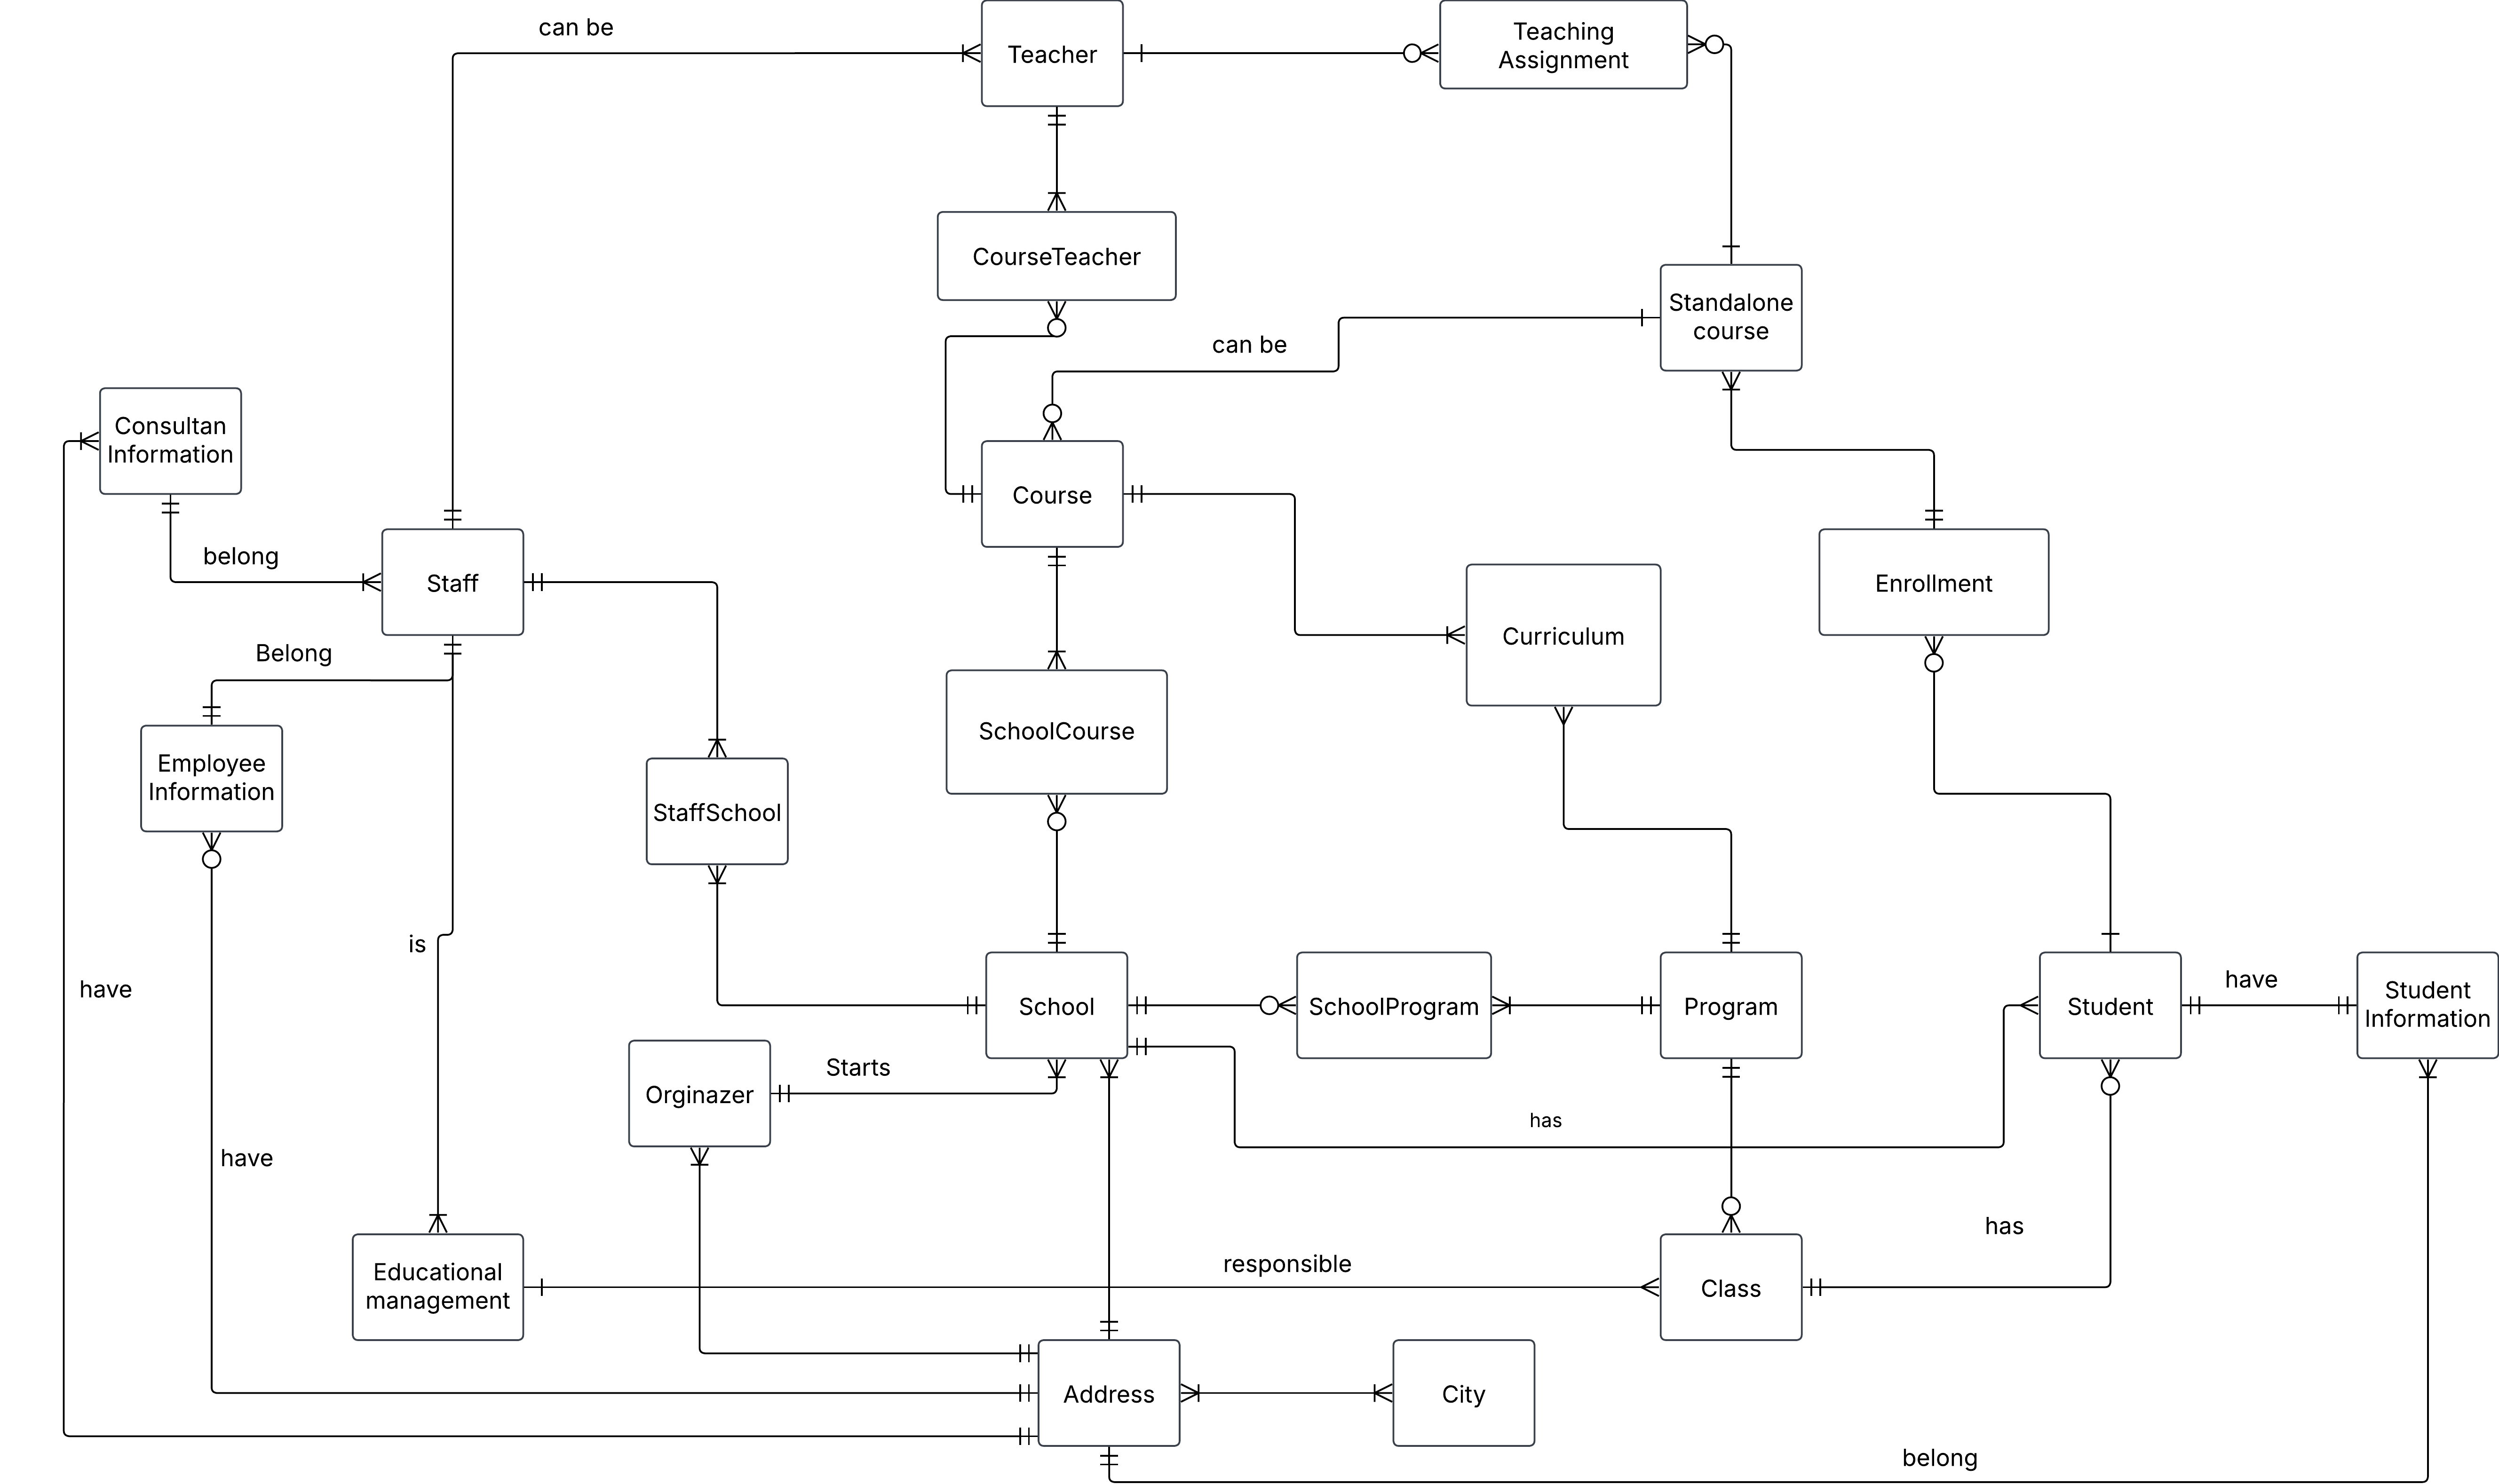 can be
Teacher
Teaching
Assignment
CourseTeacher
Standalone
course
can be
Consultan
Information
Course
belong
Staff
Enrollment
Curriculum
Belong
SchoolCourse
Employee
Information
StaffSchool
is
have
School
SchoolProgram
Program
Student
have
Student
Information
Starts
Orginazer
has
have
has
responsible
Educational
management
Class
Address
City
belong